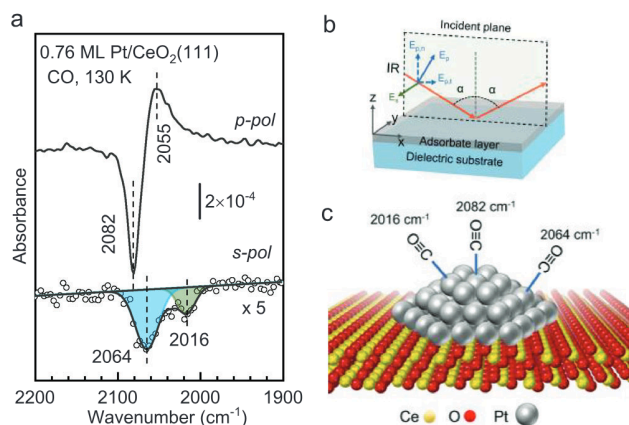 a
0.76 ML Pt/CeO2(111)
CO, 130 K
p-pol
2055
2082
2×10⁻⁴
s-pol
x 5
2064
2016
Absorbance
2200 2100 2000 1900
Wavenumber (cm⁻¹)
b
Incident plane
Ep,n
Ep
IR
Ep,t
Es
α α
z
y
x
Adsorbate layer
Dielectric substrate
c
2016 cm⁻¹
2082 cm⁻¹
2064 cm⁻¹
O≡C
O≡C
O≡C
Ce O Pt